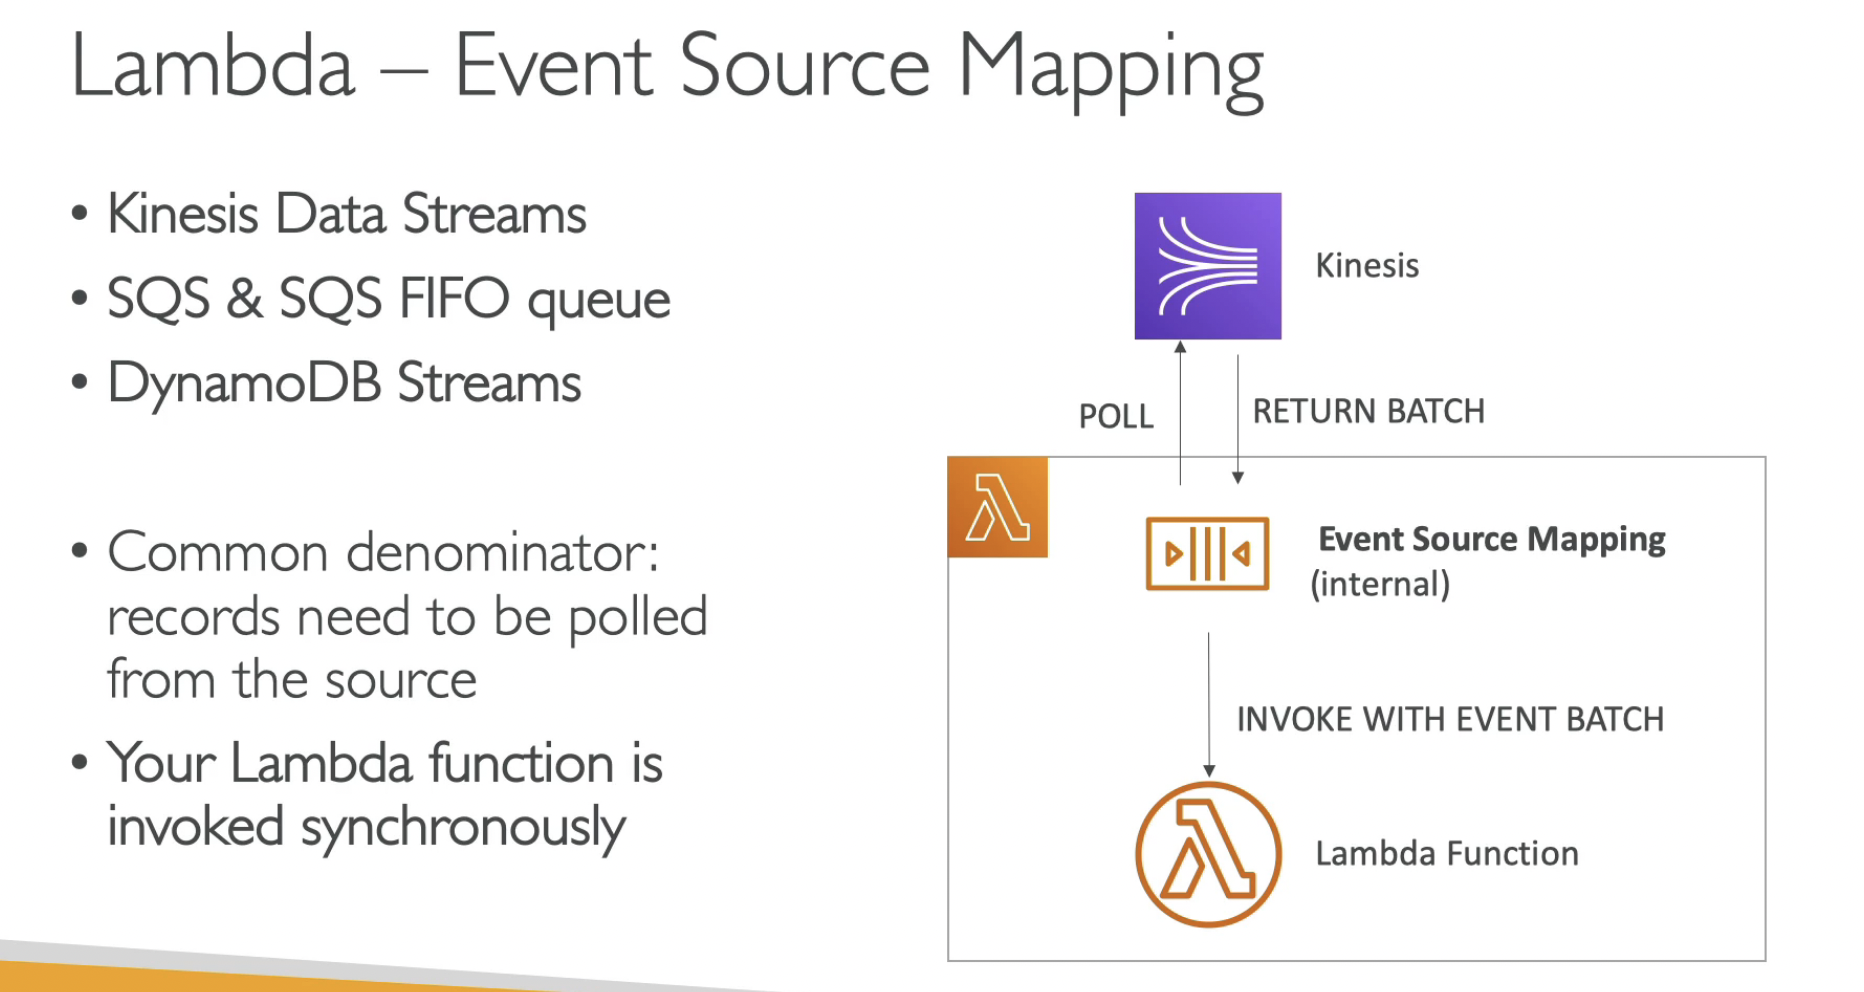 Lambda – Event Source Mapping
• Kinesis Data Streams
• SQS & SQS FIFO queue
• DynamoDB Streams
• Common denominator:
records need to be polled
from the source
• Your Lambda function is
invoked synchronously
Kinesis
POLL
RETURN BATCH
Event Source Mapping
(internal)
INVOKE WITH EVENT BATCH
Lambda Function